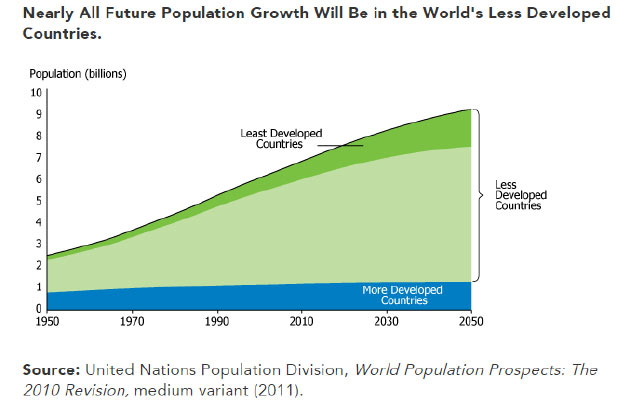 Nearly All Future Population Growth Will Be in the World's Less Developed
Countries.
Population (billions)
10
9
8
7
6
5
4
3
2
1
0
Least Developed
Countries
Less
Developed
Countries
More Developed
Countries
1950
1970
1990
2010
2030
2050
Source: United Nations Population Division, World Population Prospects: The
2010 Revision, medium variant (2011).